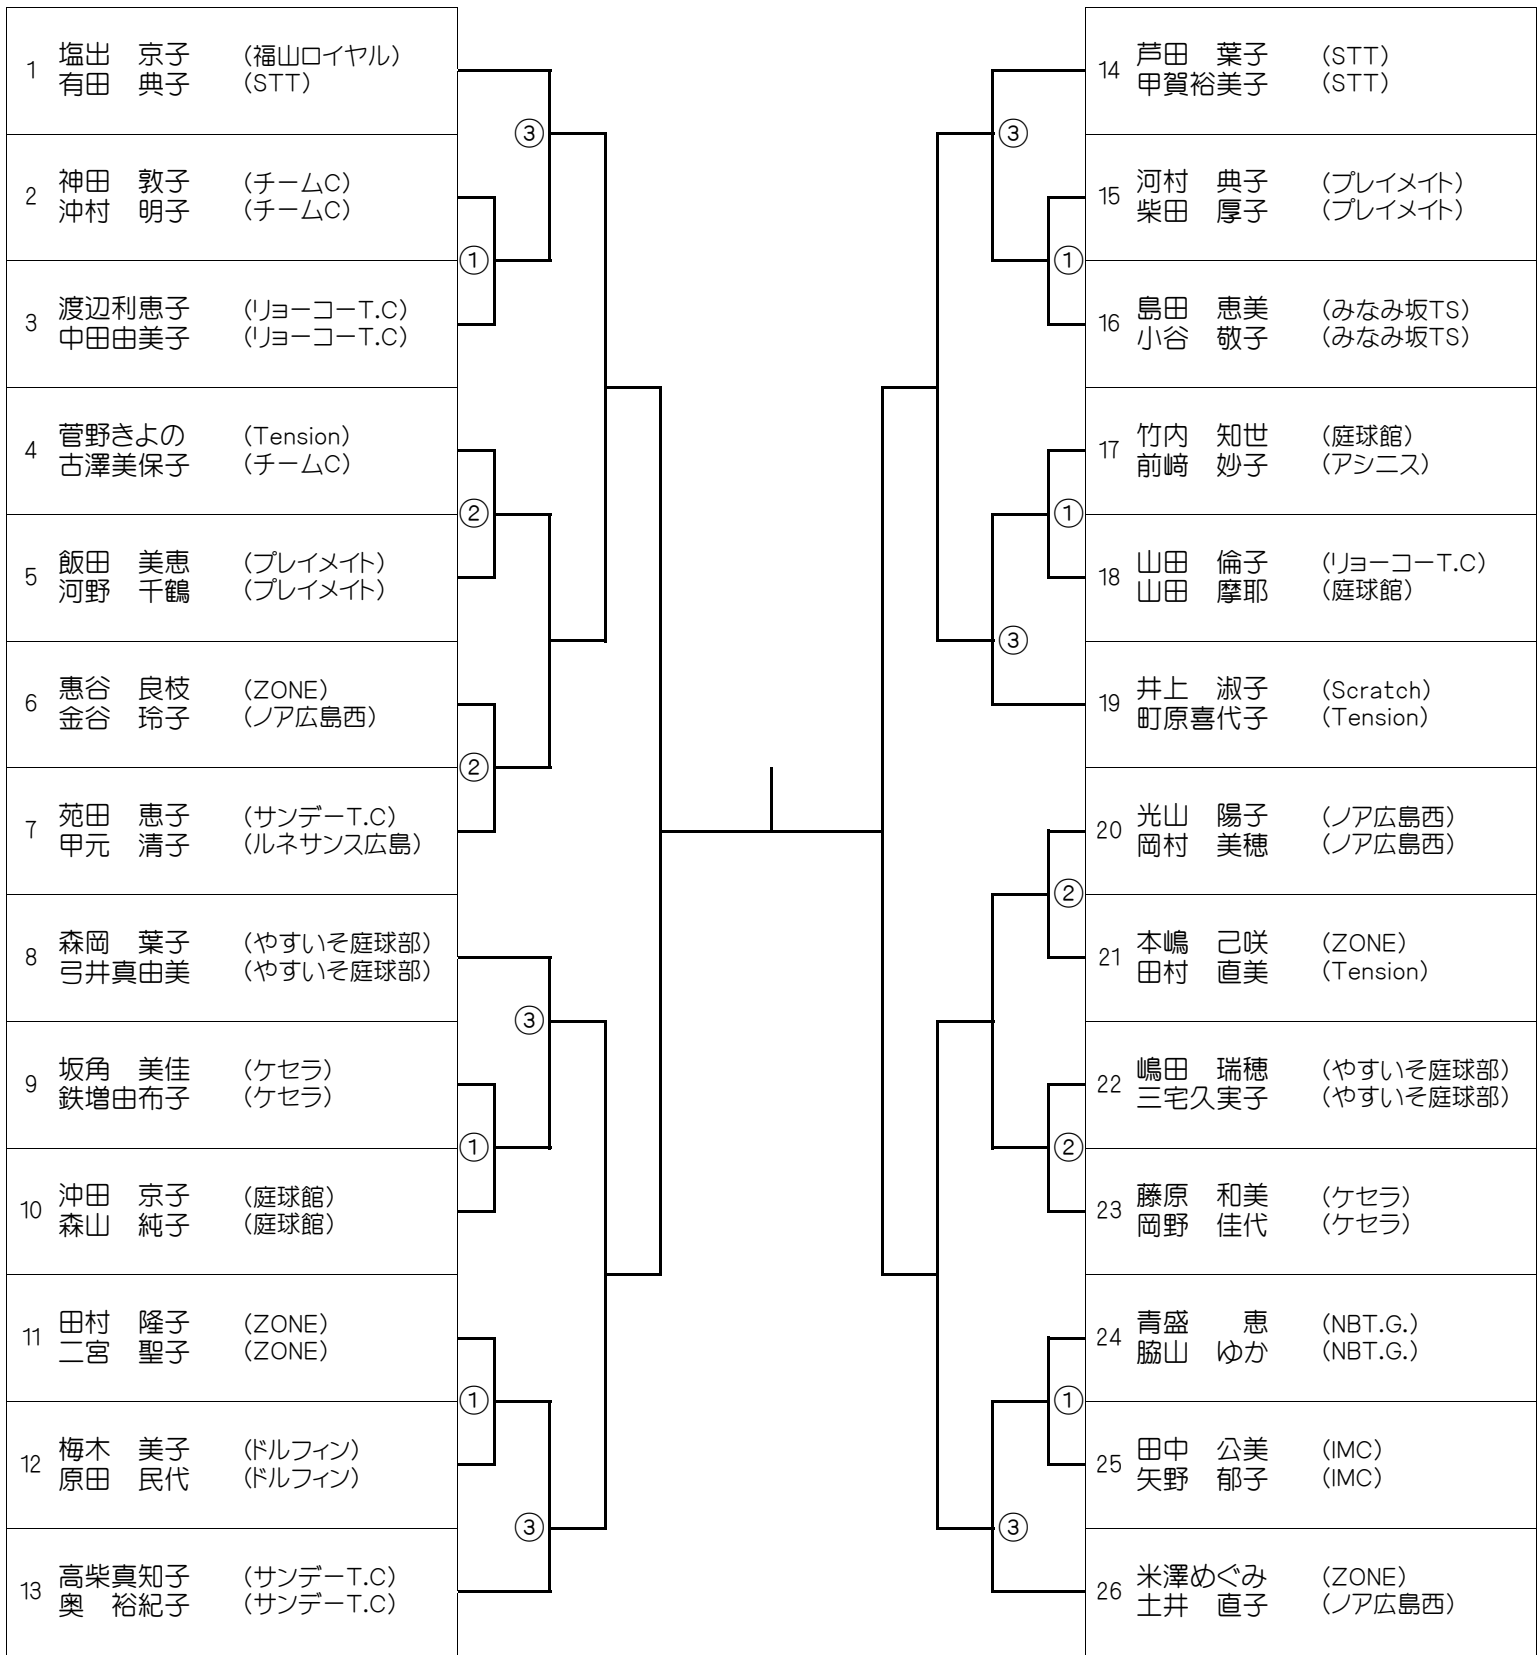 1 塩出　京子 (福山ロイヤル)
有田　典子 (STT)
③
2 神田　敦子 (チームC)
沖村　明子 (チームC)
①
3 渡辺利恵子 (リョーコーT.C)
中田由美子 (リョーコーT.C)
4 菅野きよの (Tension)
古澤美保子 (チームC)
②
5 飯田　美恵 (プレイメイト)
河野　千鶴 (プレイメイト)
6 惠谷　良枝 (ZONE)
金谷　玲子 (ノア広島西)
②
7 苑田　恵子 (サンデーT.C)
甲元　清子 (ルネサンス広島)
8 森岡　葉子 (やすいそ庭球部)
弓井真由美 (やすいそ庭球部)
③
9 坂角　美佳 (ケセラ)
鉄増由布子 (ケセラ)
①
10 沖田　京子 (庭球館)
森山　純子 (庭球館)
11 田村　隆子 (ZONE)
二宮　聖子 (ZONE)
①
12 梅木　美子 (ドルフィン)
原田　民代 (ドルフィン)
③
13 高柴真知子 (サンデーT.C)
奥　裕紀子 (サンデーT.C)
14 芦田　葉子 (STT)
甲賀裕美子 (STT)
③
15 河村　典子 (プレイメイト)
柴田　厚子 (プレイメイト)
①
16 島田　恵美 (みなみ坂TS)
小谷　敬子 (みなみ坂TS)
17 竹内　知世 (庭球館)
前﨑　妙子 (アシニス)
①
18 山田　倫子 (リョーコーT.C)
山田　摩耶 (庭球館)
③
19 井上　淑子 (Scratch)
町原喜代子 (Tension)
20 光山　陽子 (ノア広島西)
岡村　美穂 (ノア広島西)
②
21 本嶋　己咲 (ZONE)
田村　直美 (Tension)
22 嶋田　瑞穂 (やすいそ庭球部)
三宅久実子 (やすいそ庭球部)
②
23 藤原　和美 (ケセラ)
岡野　佳代 (ケセラ)
24 青盛　　恵 (NBT.G.)
脇山　ゆか (NBT.G.)
①
25 田中　公美 (IMC)
矢野　郁子 (IMC)
③
26 米澤めぐみ (ZONE)
土井　直子 (ノア広島西)